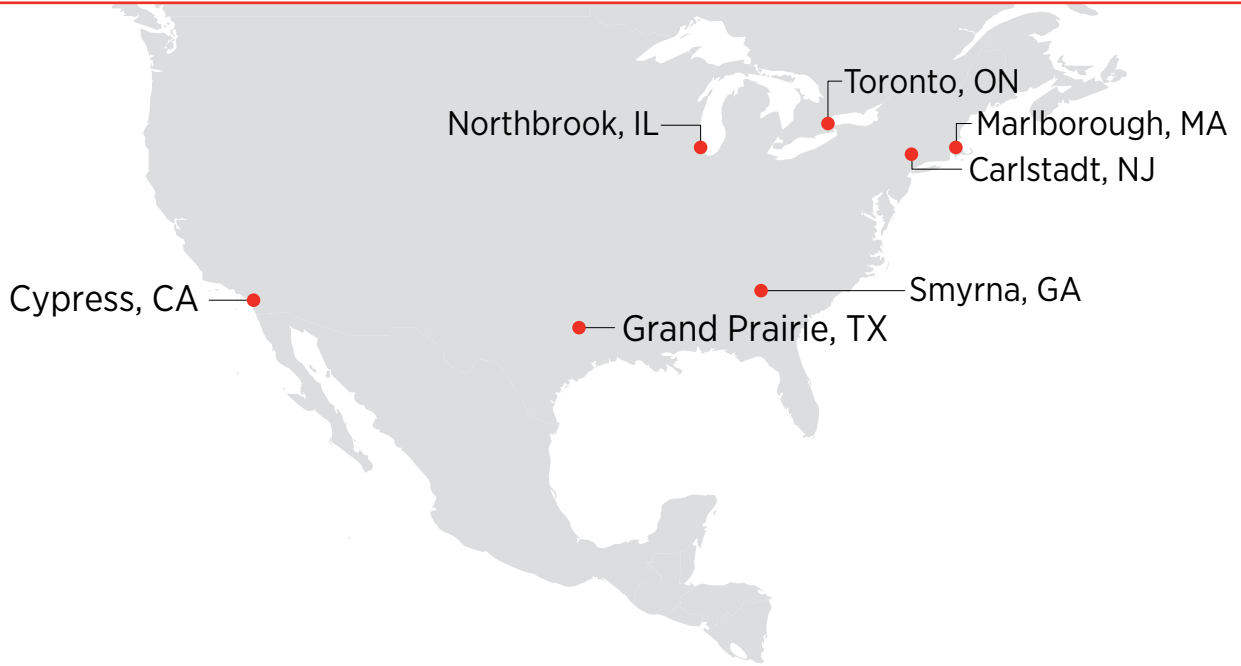 Toronto, ON
Northbrook, IL
Marlborough, MA
Carlstadt, NJ
Cypress, CA
Smyrna, GA
Grand Prairie, TX